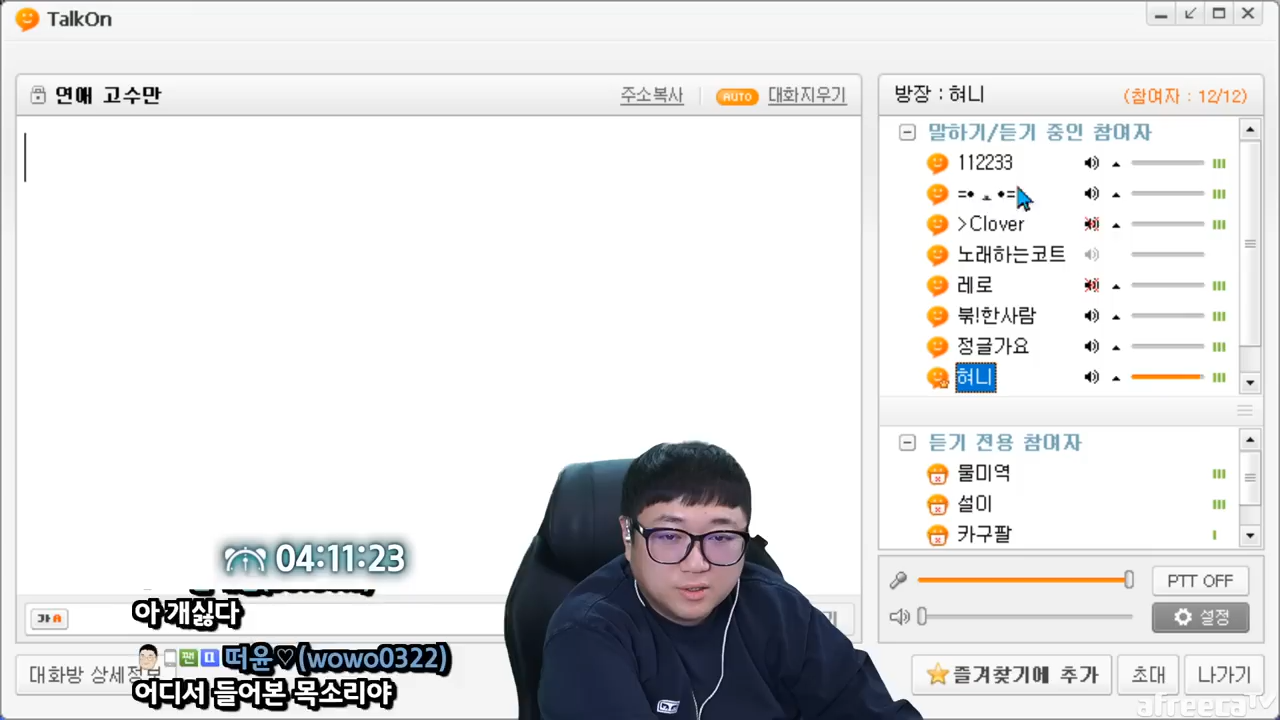 TalkOn
연애 고수만
주소복사
AUTO 대화지우기
방장 : 혀니
(참여자 : 12/12)
말하기/듣기 중인 참여자
112233
=• ﹏ •=
>Clover
노래하는코트
레로
붂!한사람
정글가요
혀니
듣기 전용 참여자
물미역
설이
카구팔
PTT OFF
설정
즐겨찾기에 추가
초대
나가기
04:11:23
아 개싫다
가A
팬
떠윤♡(wowo0322)
어디서 들어본 목소리야
대화방 상세정보
afreecaTV